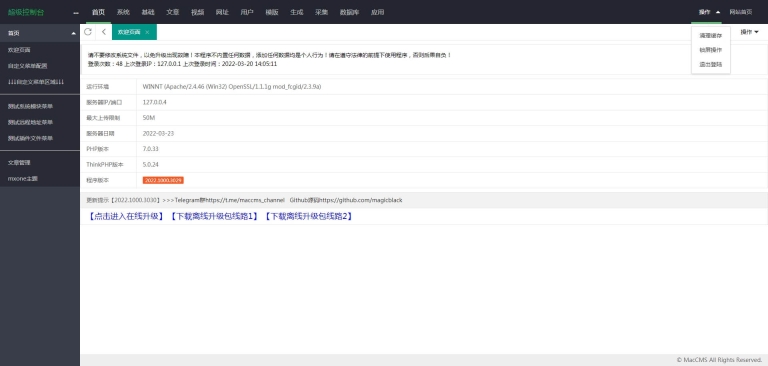 超级控制台
首页 系统 基础 文章 视频 网址 用户 模版 生成 采集 数据库 应用
操作 网站首页
首页
欢迎页面
操作
清理缓存
锁屏操作
退出登陆
欢迎页面
自定义菜单配置
111自定义菜单区域111
测试系统模块菜单
测试远程地址菜单
测试插件文件菜单
文章管理
mxone主题
请不要修改系统文件，以免升级出现故障！本程序不内置任何数据，添加任何数据均是个人行为！请在遵守法律的前提下使用程序，否则后果自负！
登录次数：48 上次登录IP：127.0.0.1 上次登录时间：2022-03-20 14:05:11
运行环境 WINNT (Apache/2.4.46 (Win32) OpenSSL/1.1.1g mod_fcgid/2.3.9a)
服务器IP/端口 127.0.0.4
最大上传限制 50M
服务器日期 2022-03-23
PHP版本 7.0.33
ThinkPHP版本 5.0.24
程序版本 2022.1000.3029
更新提示【2022.1000.3030】>>>Telegram群https://t.me/maccms_channel Github源码https://github.com/magicblack
【点击进入在线升级】【下载离线升级包线路1】【下载离线升级包线路2】
© MacCMS All Rights Reserved.